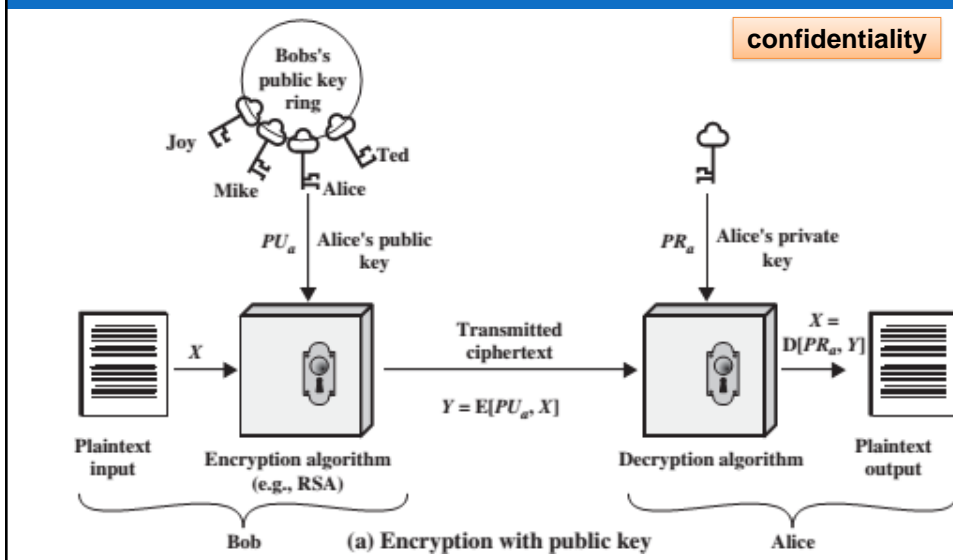 confidentiality
Bobs's
public key
ring
Joy
Ted
Mike
Alice
PUa
Alice's public
key
PRa
Alice's private
key
X
Transmitted
ciphertext
X =
D[PRa, Y]
Y = E[PUa, X]
Plaintext
input
Encryption algorithm
(e.g., RSA)
Decryption algorithm
Plaintext
output
Bob
(a) Encryption with public key
Alice